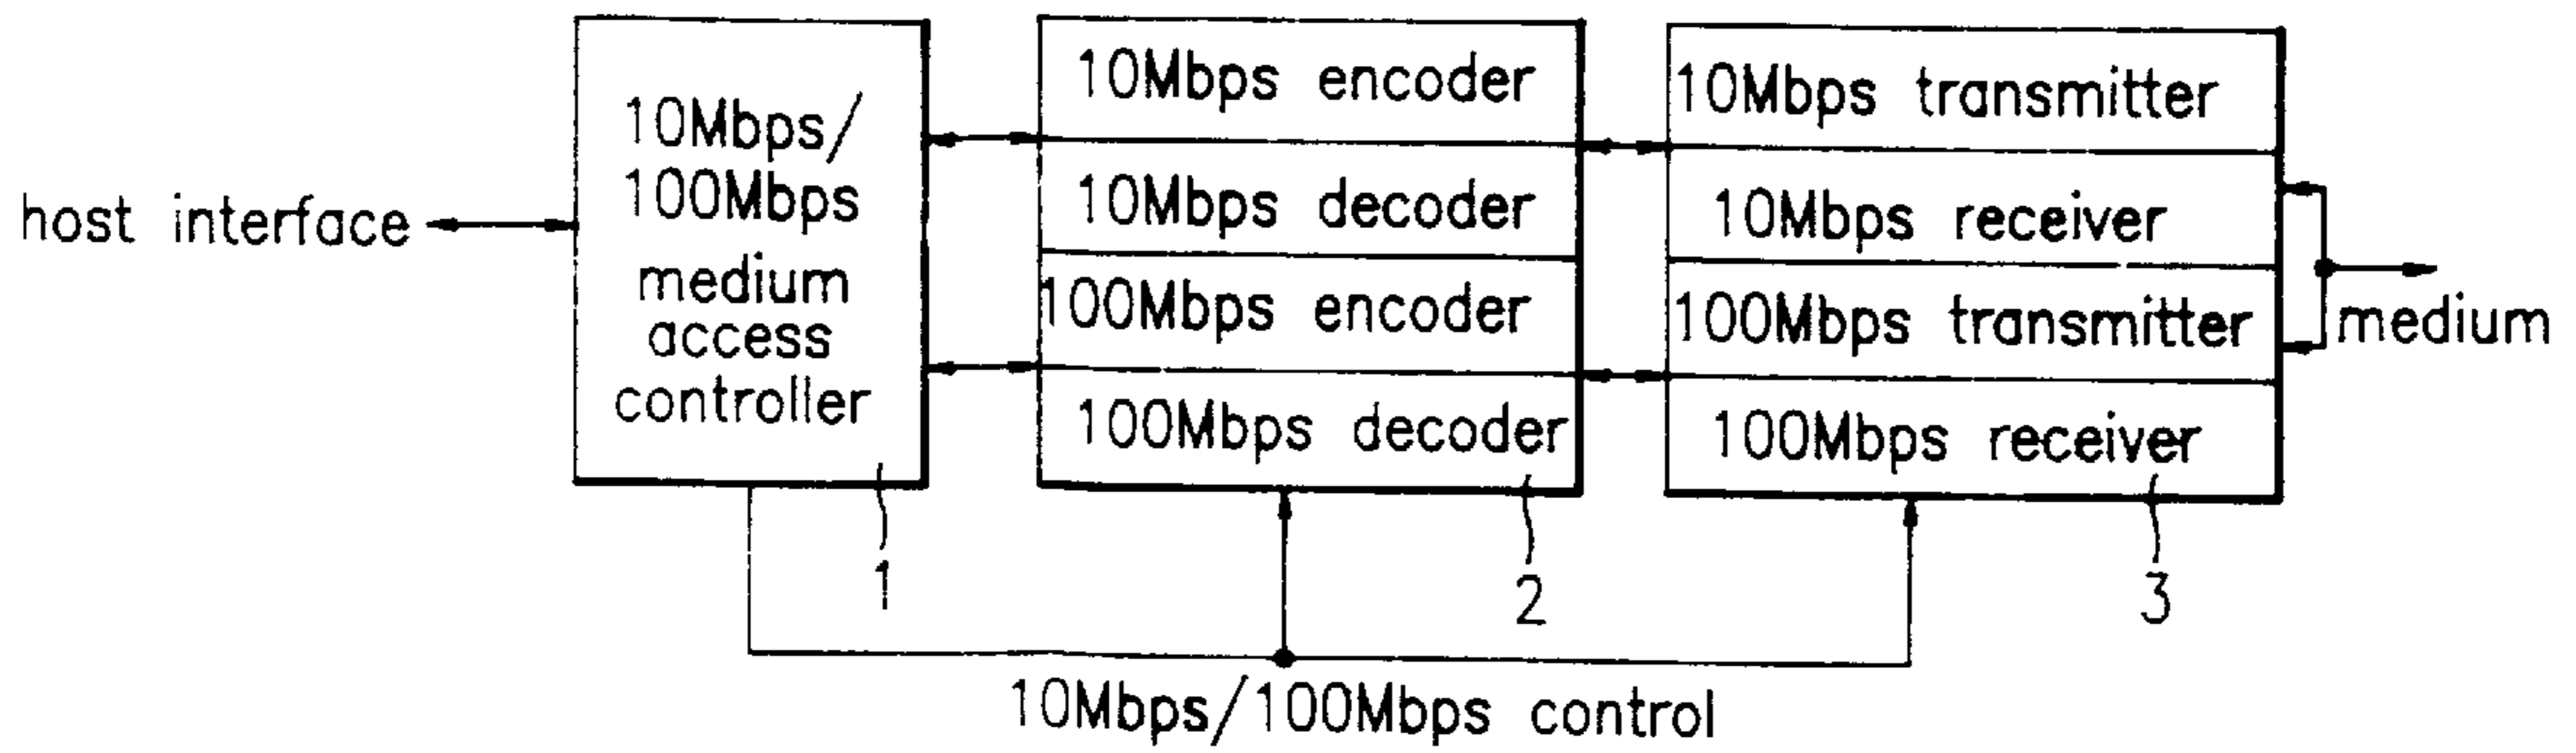 host interface
10Mbps/
100Mbps
medium
access
controller
1
10Mbps encoder
10Mbps decoder
100Mbps encoder
100Mbps decoder
2
10Mbps transmitter
10Mbps receiver
100Mbps transmitter
100Mbps receiver
3
medium
10Mbps/100Mbps control